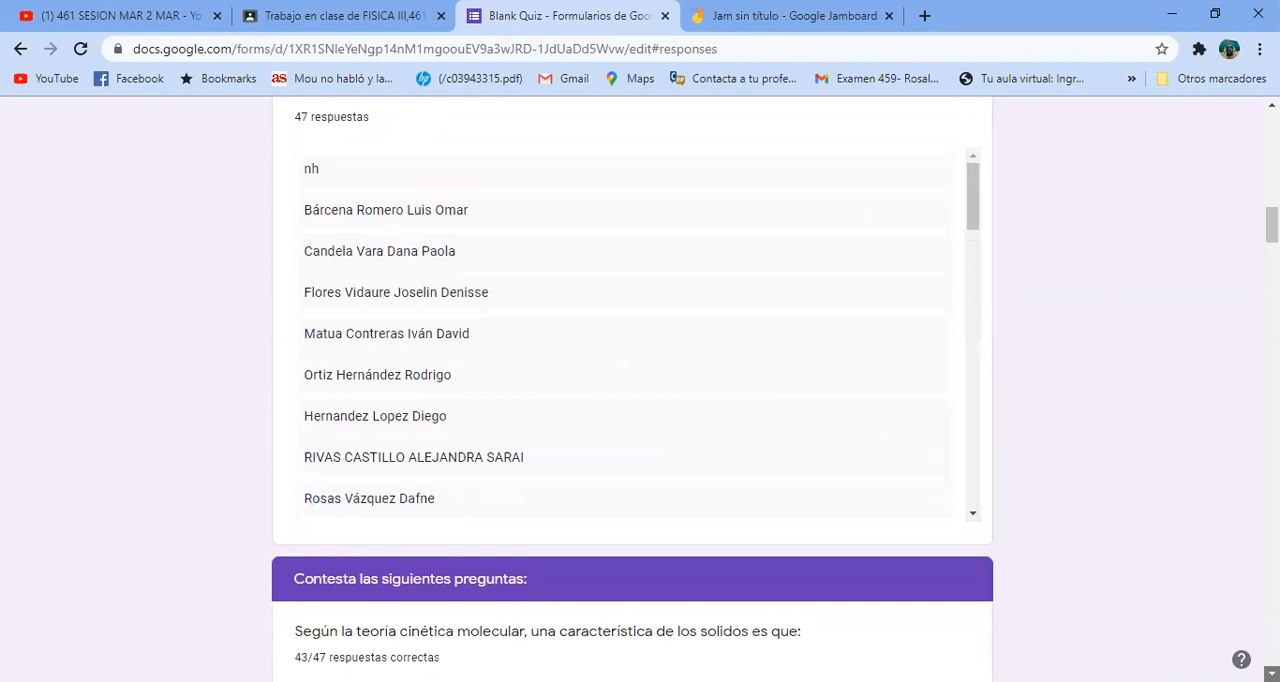 (1) 461 SESION MAR 2 MAR - Yo
Trabajo en clase de FISICA III,461
Blank Quiz - Formularios de Goo
Jam sin título - Google Jamboard
docs.google.com/forms/d/1XR1SNIeYeNgp14nM1mgoouEV9a3wJRD-1JdUaDd5Wvw/edit#responses
YouTube
Facebook
Bookmarks
as Mou no habló y la...
hp (/c03943315.pdf)
Gmail
Maps
Contacta a tu profe...
Examen 459- Rosal...
Tu aula virtual: Ingr...
»
Otros marcadores
47 respuestas
nh
Bárcena Romero Luis Omar
Candela Vara Dana Paola
Flores Vidaure Joselin Denisse
Matua Contreras Iván David
Ortiz Hernández Rodrigo
Hernandez Lopez Diego
RIVAS CASTILLO ALEJANDRA SARAI
Rosas Vázquez Dafne
Contesta las siguientes preguntas:
Según la teoría cinética molecular, una característica de los solidos es que:
43/47 respuestas correctas